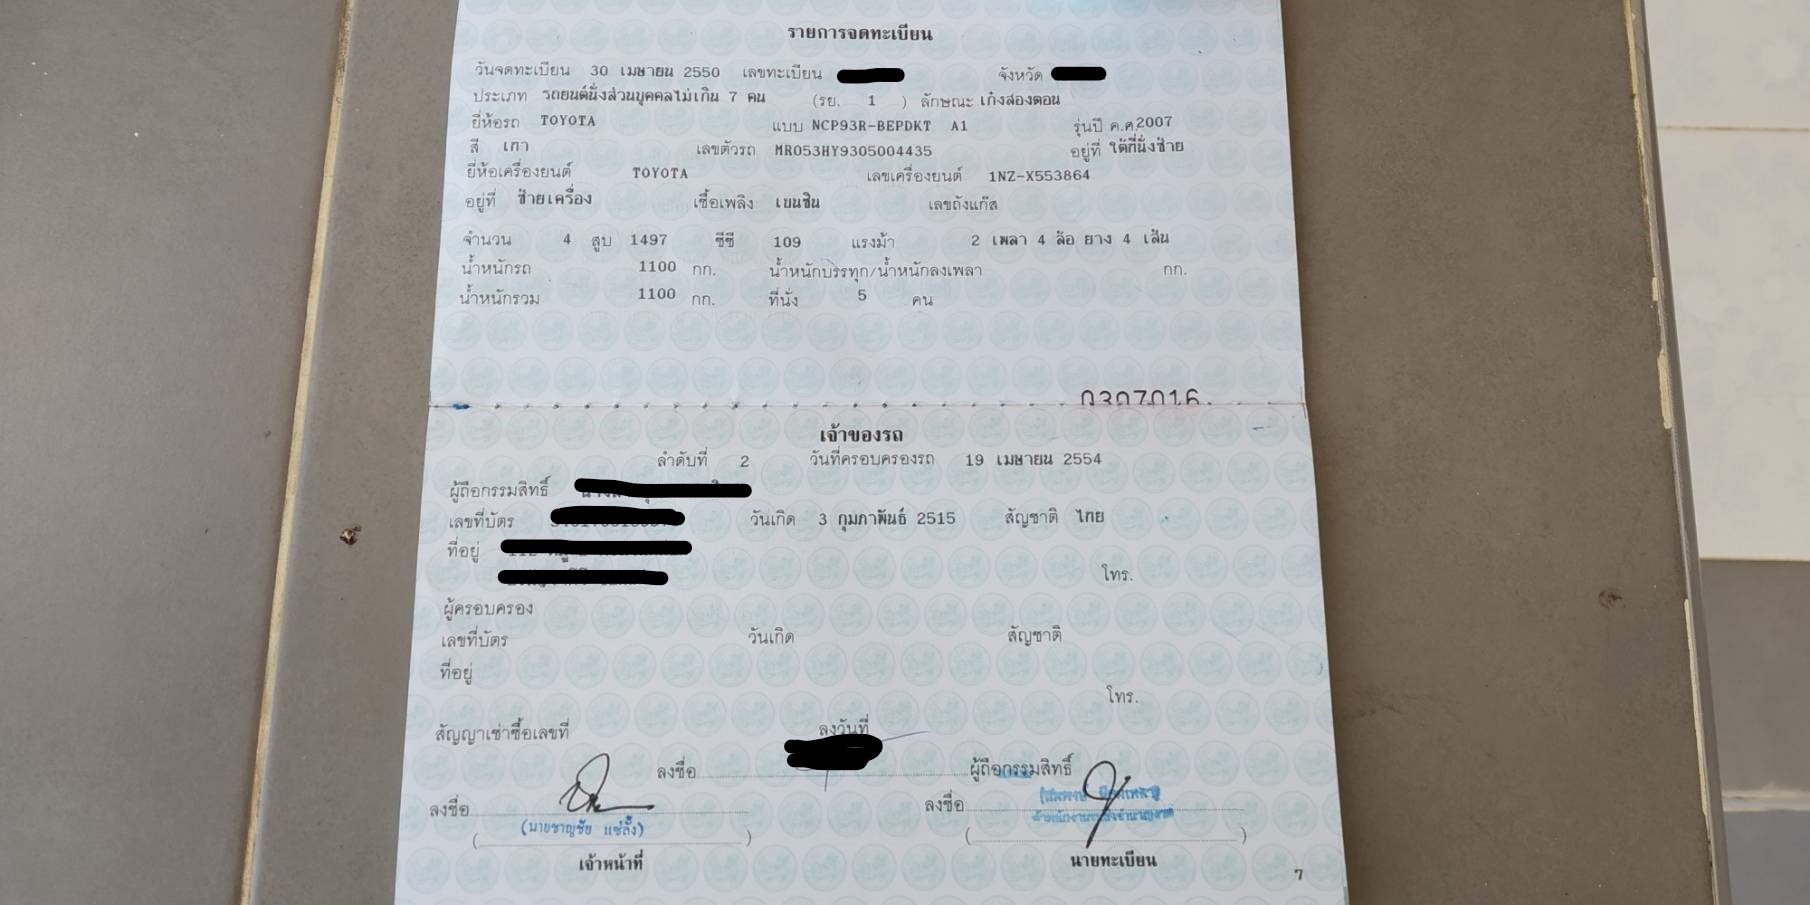 รายการจดทะเบียน
วันจดทะเบียน 30 เมษายน 2550 เลขทะเบียน จังหวัด
ประเภท รถยนต์นั่งส่วนบุคคลไม่เกิน 7 คน (รย. 1 ) ลักษณะ เก๋งสองตอน
ยี่ห้อรถ TOYOTA แบบ NCP93R-BEPDKT A1 รุ่นปี ค.ศ. 2007
สี เทา เลขตัวรถ MR053HY9305004435 อยู่ที่ ใต้ที่นั่งซ้าย
ยี่ห้อเครื่องยนต์ TOYOTA เลขเครื่องยนต์ 1NZ-X553864
อยู่ที่ ซ้ายเครื่อง เชื้อเพลิง เบนซิน เลขถังแก๊ส
จำนวน 4 สูบ 1497 ซีซี 109 แรงม้า 2 เพลา 4 ล้อ ยาง 4 เส้น
น้ำหนักรถ 1100 กก. น้ำหนักบรรทุก/น้ำหนักลงเพลา กก.
น้ำหนักรวม 1100 กก. ที่นั่ง 5 คน
0307016
เจ้าของรถ
ลำดับที่ 2 วันที่ครอบครองรถ 19 เมษายน 2554
ผู้ถือกรรมสิทธิ์
เลขที่บัตร วันเกิด 3 กุมภาพันธ์ 2515 สัญชาติ ไทย
ที่อยู่
โทร.
ผู้ครอบครอง
เลขที่บัตร วันเกิด สัญชาติ
ที่อยู่
โทร.
สัญญาเช่าซื้อเลขที่ ลงวันที่
ลงชื่อ ผู้ถือกรรมสิทธิ์
ลงชื่อ ลงชื่อ
(นายชาญชัย แซ่ลิ้ง)
เจ้าหน้าที่ นายทะเบียน
7